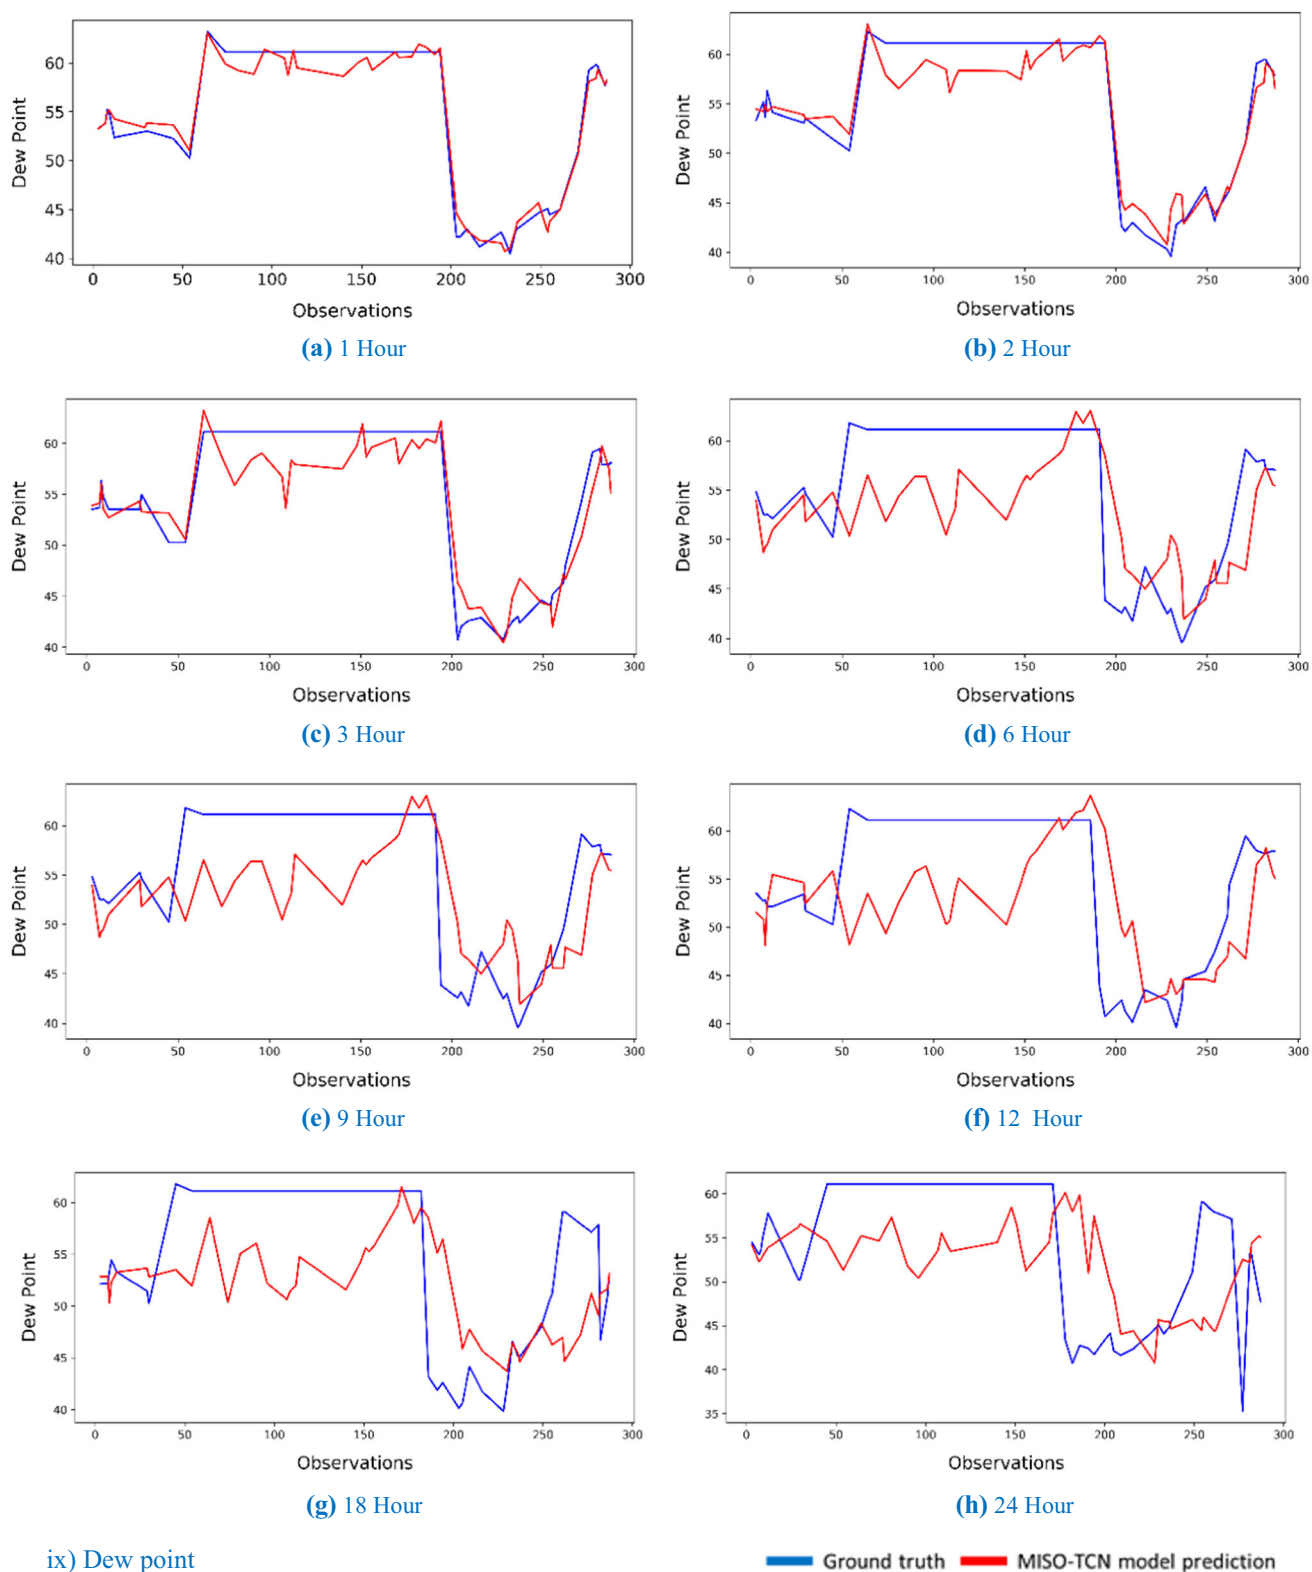 Dew Point
60
55
50
45
40
0 50 100 150 200 250 300
Observations
(a) 1 Hour
Dew Point
60
55
50
45
40
0 50 100 150 200 250 300
Observations
(b) 2 Hour
Dew Point
60
55
50
45
40
0 50 100 150 200 250 300
Observations
(c) 3 Hour
Dew Point
60
55
50
45
40
0 50 100 150 200 250 300
Observations
(d) 6 Hour
Dew Point
60
55
50
45
40
0 50 100 150 200 250 300
Observations
(e) 9 Hour
Dew Point
60
55
50
45
40
0 50 100 150 200 250 300
Observations
(f) 12 Hour
Dew Point
60
55
50
45
40
0 50 100 150 200 250 300
Observations
(g) 18 Hour
Dew Point
60
55
50
45
40
35
0 50 100 150 200 250 300
Observations
(h) 24 Hour
ix) Dew point
Ground truth MISO-TCN model prediction